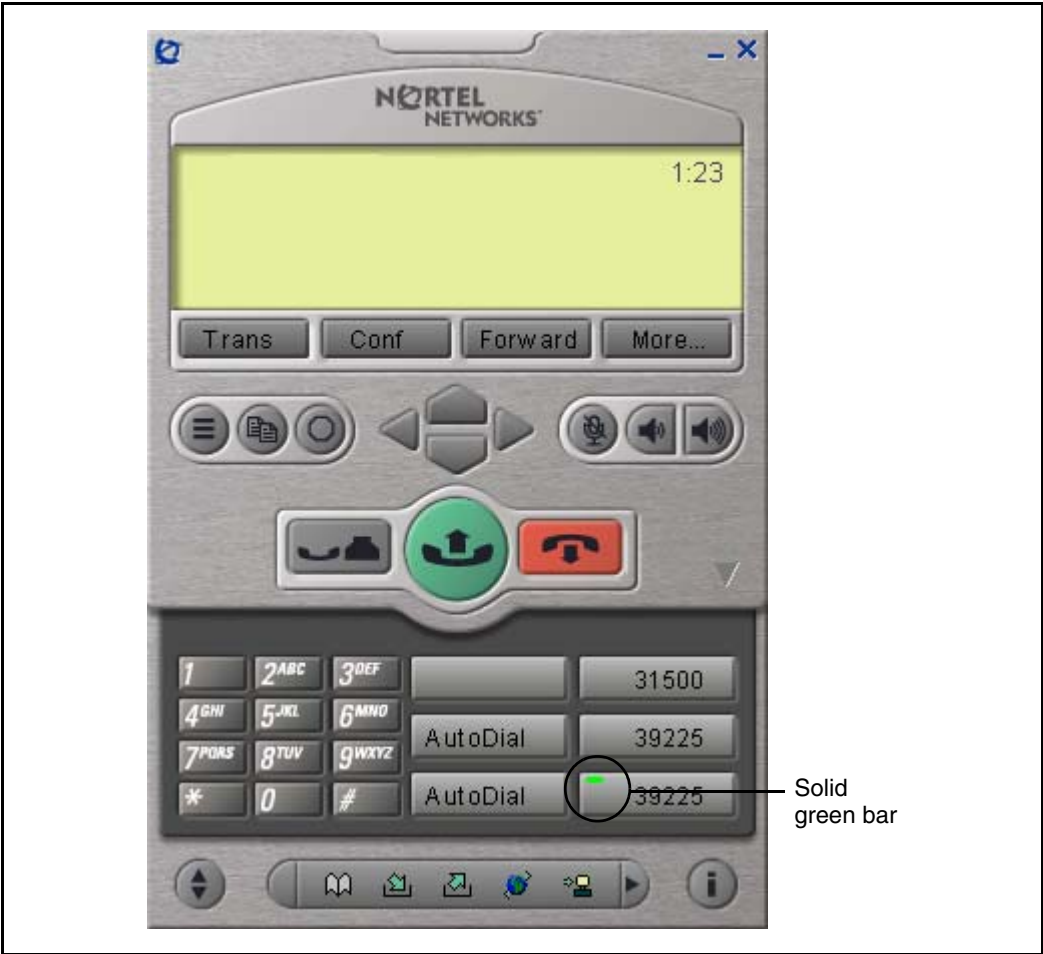 NORTEL
NETWORKS™
1:23
Trans Conf Forward More...
1 2ABC 3DEF 31500
4GHI 5JKL 6MNO AutoDial 39225
7PQRS 8TUV 9WXYZ
* 0 # AutoDial 39225
Solid
green bar